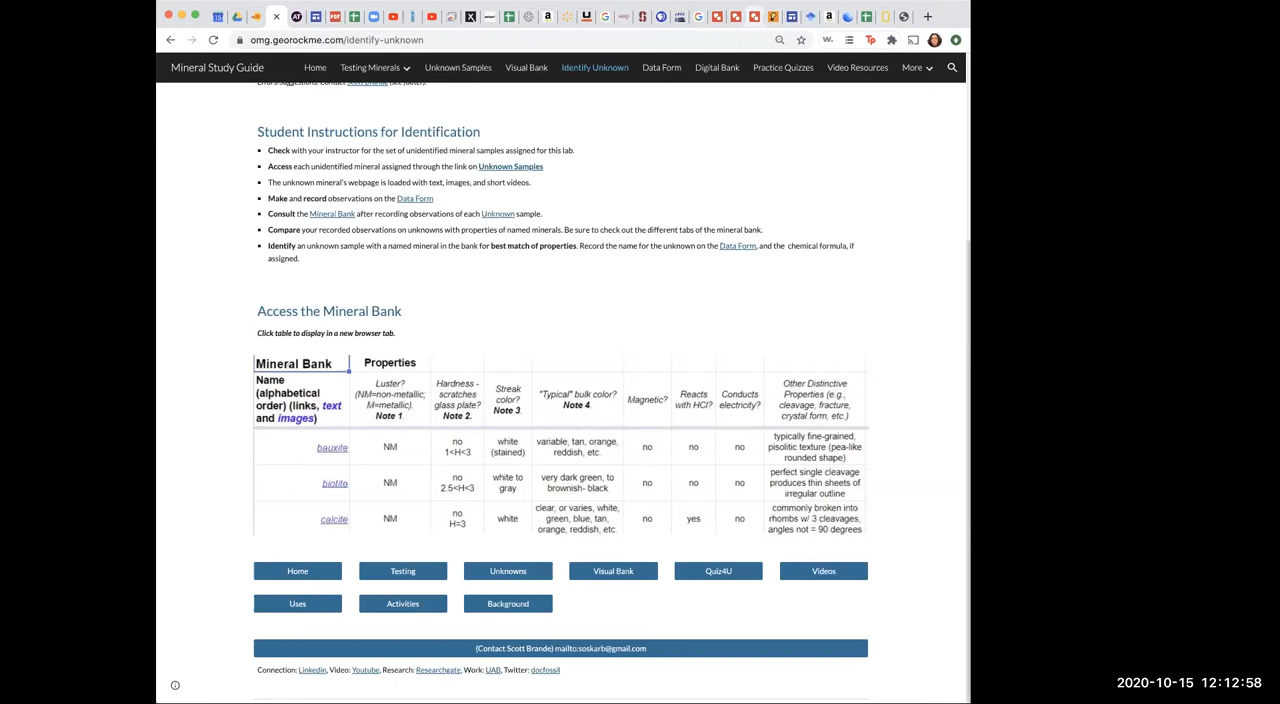 omg.georockme.com/identify-unknown
Mineral Study Guide
Home
Testing Minerals
Unknown Samples
Visual Bank
Identify Unknown
Data Form
Digital Bank
Practice Quizzes
Video Resources
More
Errors/Suggestions: Contact Scott Brande (see footer).
Student Instructions for Identification
Check with your instructor for the set of unidentified mineral samples assigned for this lab.
Access each unidentified mineral assigned through the link on Unknown Samples
The unknown mineral's webpage is loaded with text, images, and short videos.
Make and record observations on the Data Form
Consult the Mineral Bank after recording observations of each Unknown sample.
Compare your recorded observations on unknowns with properties of named minerals. Be sure to check out the different tabs of the mineral bank.
Identify an unknown sample with a named mineral in the bank for best match of properties. Record the name for the unknown on the Data Form, and the chemical formula, if
assigned.
Access the Mineral Bank
Click table to display in a new browser tab.
Mineral Bank
Properties
Name
(alphabetical
order) (links, text
and images)
Luster?
(NM=non-metallic;
M=metallic).
Note 1.
Hardness -
scratches
glass plate?
Note 2.
Streak
color?
Note 3.
"Typical" bulk color?
Note 4.
Magnetic?
Reacts
with HCl?
Conducts
electricity?
Other Distinctive
Properties (e.g.,
cleavage, fracture,
crystal form, etc.)
bauxite
NM
no
1<H<3
white
(stained)
variable, tan, orange,
reddish, etc.
no
no
no
typically fine-grained,
pisolitic texture (pea-like
rounded shape)
biotite
NM
no
2.5<H<3
white to
gray
very dark green, to
brownish- black
no
no
no
perfect single cleavage
produces thin sheets of
irregular outline
calcite
NM
no
H=3
white
clear, or varies, white,
green, blue, tan,
orange, reddish, etc.
no
yes
no
commonly broken into
rhombs w/ 3 cleavages,
angles not = 90 degrees
Home
Testing
Unknowns
Visual Bank
Quiz4U
Videos
Uses
Activities
Background
(Contact Scott Brande) mailto:soskarb@gmail.com
Connection: Linkedin, Video: Youtube, Research: Researchgate, Work: UAB, Twitter: docfossil
2020-10-15 12:12:58